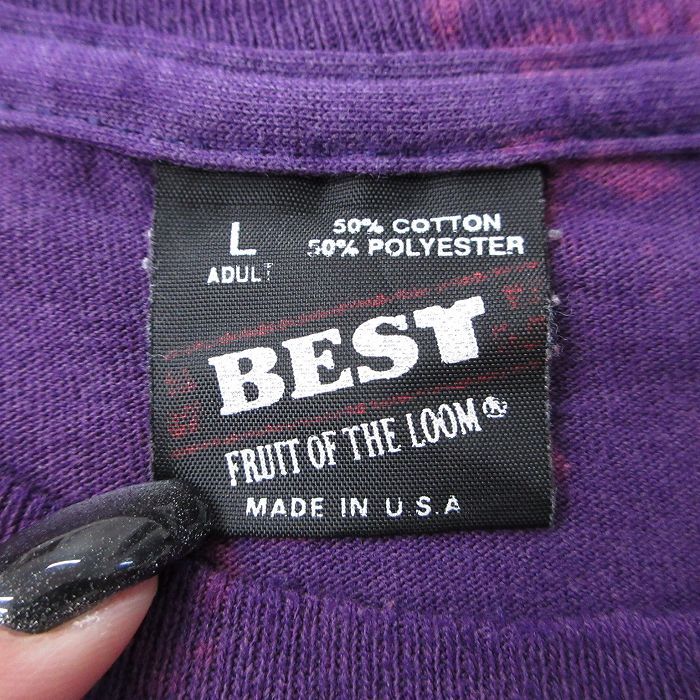 L
ADULT
50% COTTON
50% POLYESTER
BEST
FRUIT OF THE LOOM®
MADE IN U.S.A